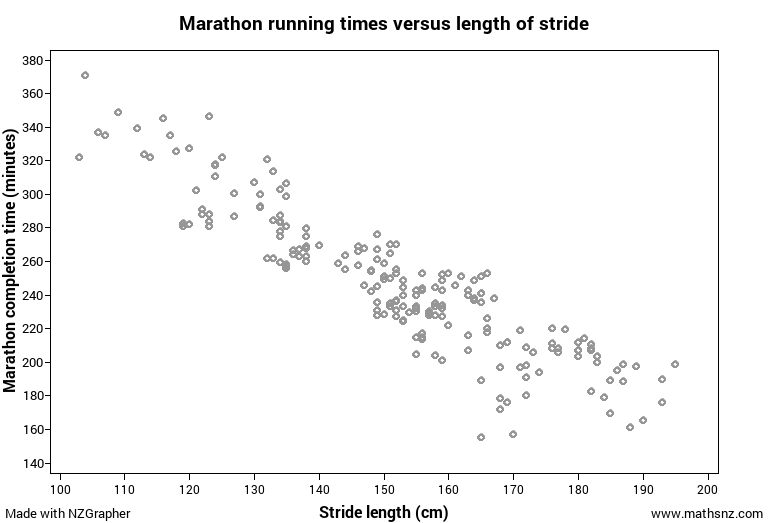 Marathon running times versus length of stride
Marathon completion time (minutes)
380
360
340
320
300
280
260
240
220
200
180
160
140
100 110 120 130 140 150 160 170 180 190 200
Stride length (cm)
Made with NZGrapher
www.mathsnz.com